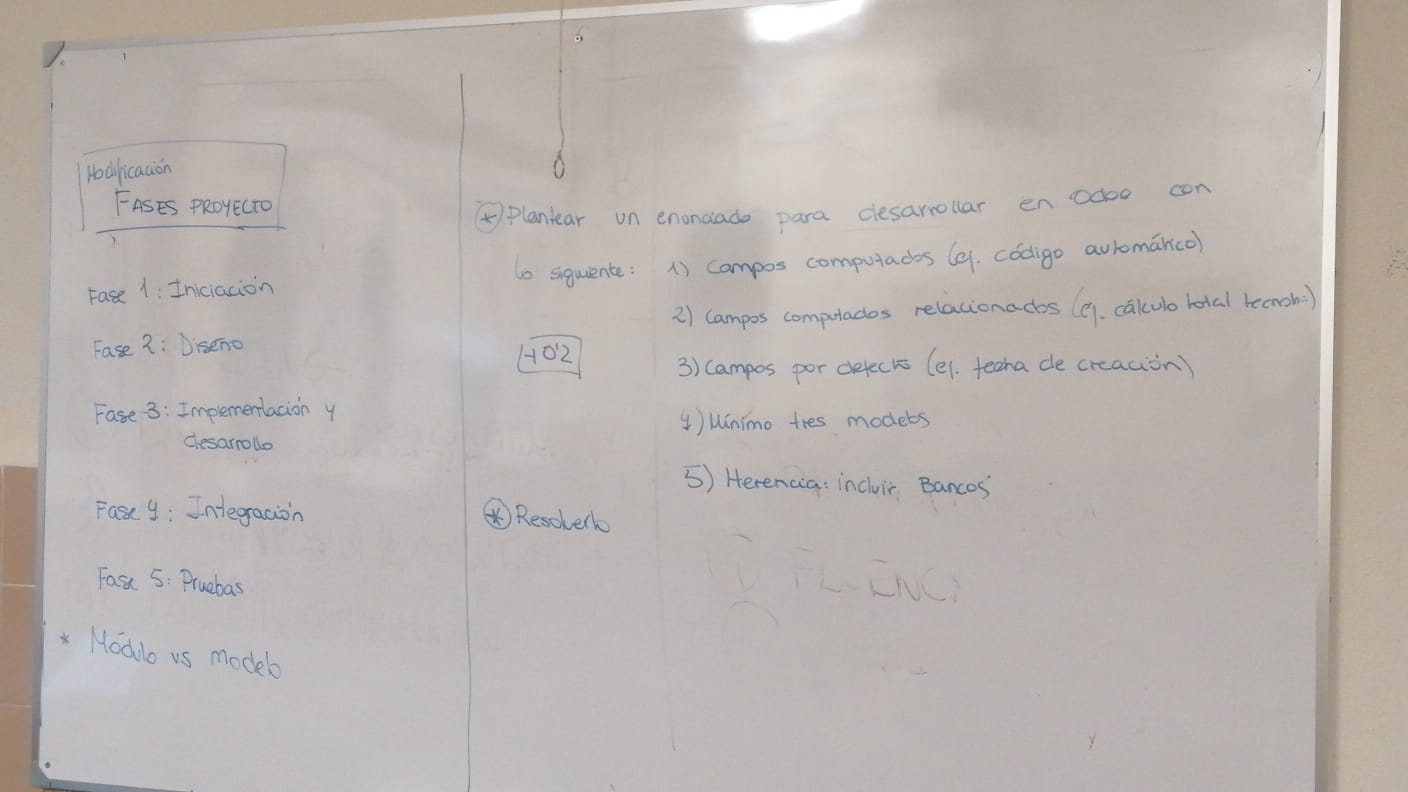 Modificación
FASES PROYECTO
Fase 1: Iniciación
Fase 2: Diseño
Fase 3: Implementación y
desarrollo
Fase 4: Integración
Fase 5: Pruebas
* Módulo vs modelo
* Plantear un enunciado para desarrollar en Odoo con
lo siguiente: 1) Campos computados (ej. código automático)
2) Campos computados relacionados (ej. cálculo total tecnolo.)
3) Campos por defecto (ej. fecha de creación)
+0'2
4) Mínimo tres modelos
5) Herencia: incluir Bancos
* Resolverlo